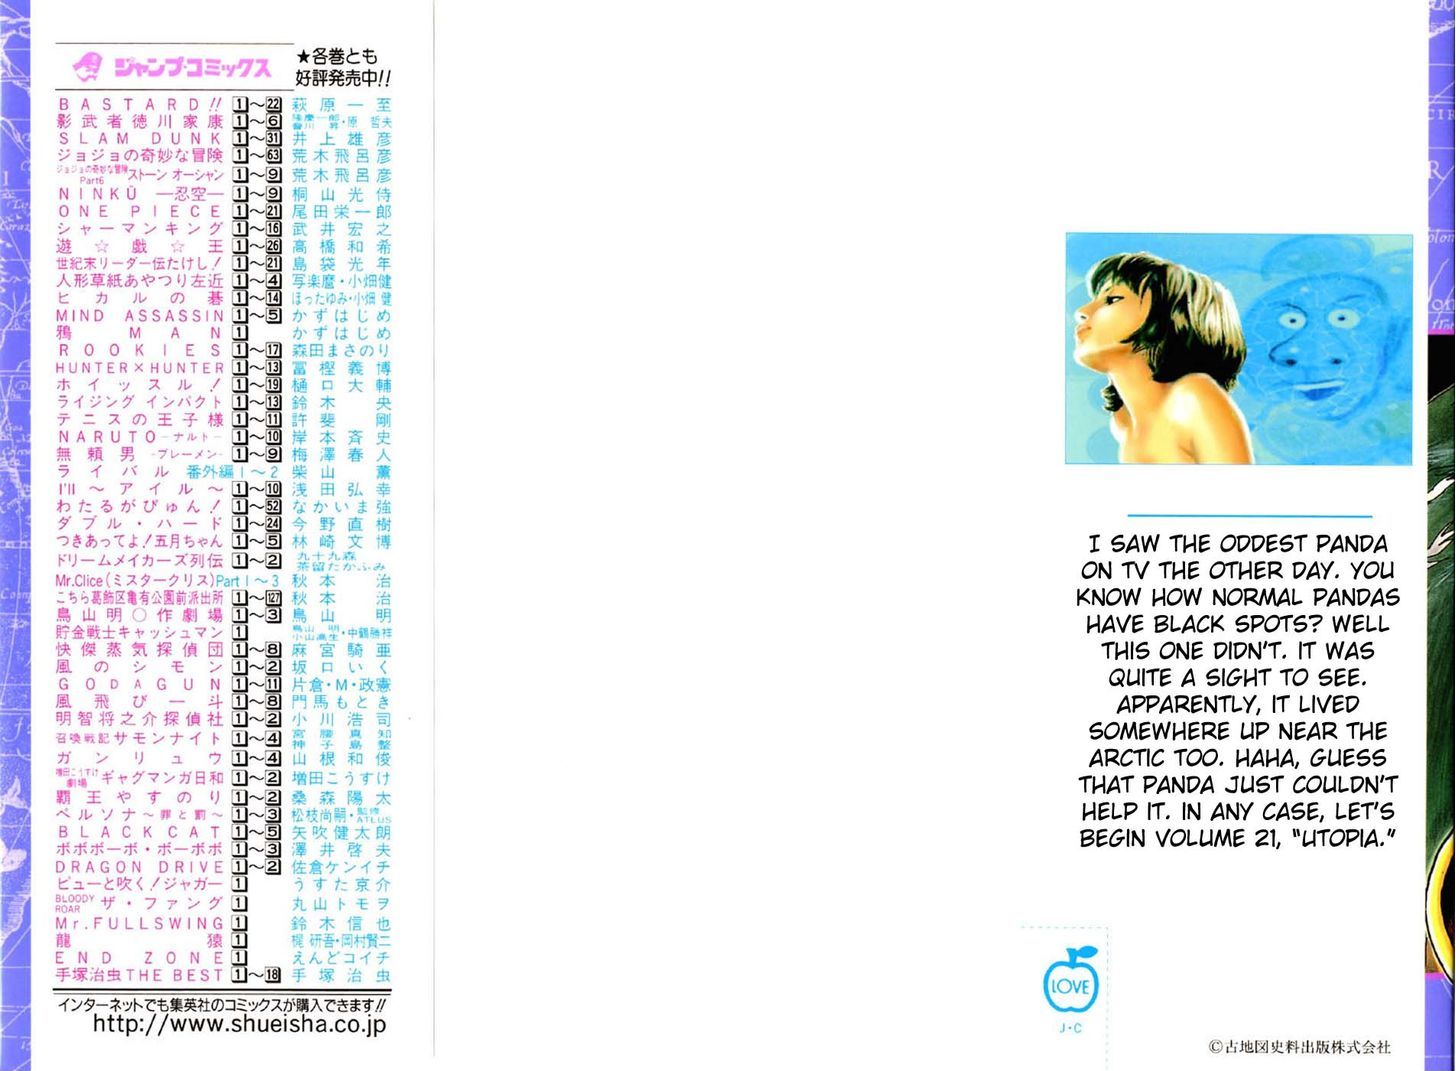 ジャンプ・コミックス
★各巻とも
好評発売中!!
BASTARD!! 1～22 萩原一至
影武者徳川家康 1～6 隆慶一郎・原哲夫
SLAM DUNK 1～31 井上雄彦
ジョジョの奇妙な冒険 1～63 荒木飛呂彦
ジョジョの奇妙な冒険Part6 ストーン オーシャン 1～9 荒木飛呂彦
NINKŪ ―忍空― 1～9 桐山光侍
ONE PIECE 1～21 尾田栄一郎
シャーマンキング 1～16 武井宏之
遊☆戯☆王 1～26 高橋和希
世紀末リーダー伝たけし! 1～21 島袋光年
人形草紙あやつり左近 1～4 写楽麿・小畑健
ヒカルの碁 1～14 ほったゆみ・小畑健
MIND ASSASSIN 1～5 かずはじめ
鴉MAN 1 かずはじめ
ROOKIES 1～17 森田まさのり
HUNTER×HUNTER 1～13 冨樫義博
ホイッスル! 1～19 樋口大輔
ライジング インパクト 1～13 鈴木央
テニスの王子様 1～11 許斐剛
NARUTO―ナルト― 1～10 岸本斉史
無頼男 -ブレーメン- 1～9 梅澤春人
ライバル 番外編1～2 柴山薫
I'll ～アイル～ 1～10 浅田弘幸
わたるがぴゅん! 1～52 なかいま強
ダブル・ハード 1～24 今野直樹
つきあってよ!五月ちゃん 1～5 林崎文博
ドリームメイカーズ列伝 1～2 九十九森 蒸留たかふみ
Mr.Clice(ミスタークリス)Part 1～3 秋本治
こちら葛飾区亀有公園前派出所 1～127 秋本治
鳥山明○作劇場 1～3 鳥山明
貯金戦士キャッシュマン 1 鳥山明 小山高生・中鶴勝祥
快傑蒸気探偵団 1～8 麻宮騎亜
風のシモン 1～2 坂口いく
GODAGUN 1～11 片倉・M・政憲
風飛び一斗 1～8 門馬もとき
明智将之介探偵社 1～2 小川浩司
召喚戦記サモンナイト 1～4 宮腰真知 神子島整
ガンリュウ 1～4 山根和俊
増田こうすけ劇場 ギャグマンガ日和 1～2 増田こうすけ
覇王やすのり 1～2 桑森陽太
ペルソナ～罪と罰～ 1～3 松枝尚嗣・監修ATLUS
BLACK CAT 1～5 矢吹健太朗
ボボボーボ・ボーボボ 1～3 澤井啓夫
DRAGON DRIVE 1～2 佐倉ケンイチ
ピューと吹く!ジャガー 1 うすた京介
BLOODY ROAR ザ・ファング 1 丸山トモヲ
Mr.FULLSWING 1 鈴木信也
龍猿 1 梶研吾・岡村賢二
END ZONE 1 えんどコイチ
手塚治虫THE BEST 1～18 手塚治虫
インターネットでも集英社のコミックスが購入できます!!
http://www.shueisha.co.jp
I SAW THE ODDEST PANDA
ON TV THE OTHER DAY. YOU
KNOW HOW NORMAL PANDAS
HAVE BLACK SPOTS? WELL
THIS ONE DIDN'T. IT WAS
QUITE A SIGHT TO SEE.
APPARENTLY, IT LIVED
SOMEWHERE UP NEAR THE
ARCTIC TOO. HAHA, GUESS
THAT PANDA JUST COULDN'T
HELP IT. IN ANY CASE, LET'S
BEGIN VOLUME 21, "UTOPIA."
LOVE
J・C
©古地図史料出版株式会社